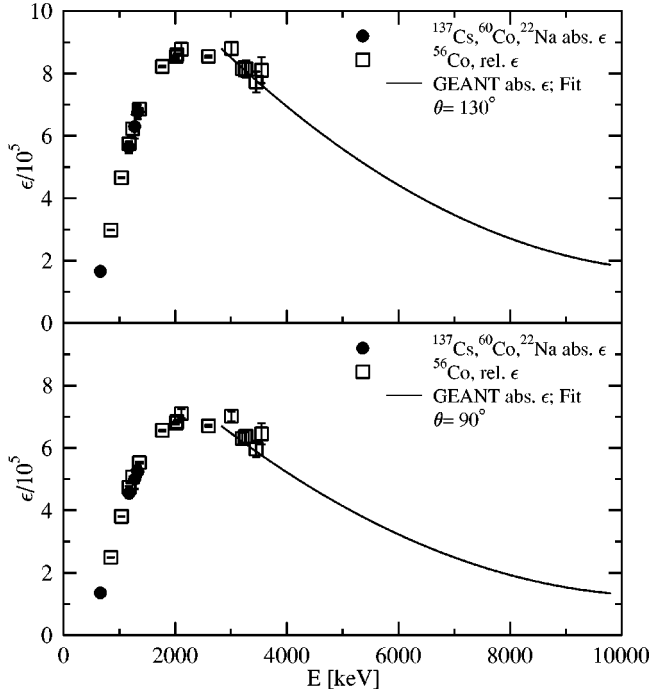 10
8
6
4
2
0
ϵ/10⁵
¹³⁷Cs,⁶⁰Co,²²Na abs. ϵ
⁵⁶Co, rel. ϵ
GEANT abs. ϵ; Fit
θ= 130°
8
6
4
2
0
ϵ/10⁵
¹³⁷Cs,⁶⁰Co,²²Na abs. ϵ
⁵⁶Co, rel. ϵ
GEANT abs. ϵ; Fit
θ= 90°
0 2000 4000 6000 8000 10000
E [keV]